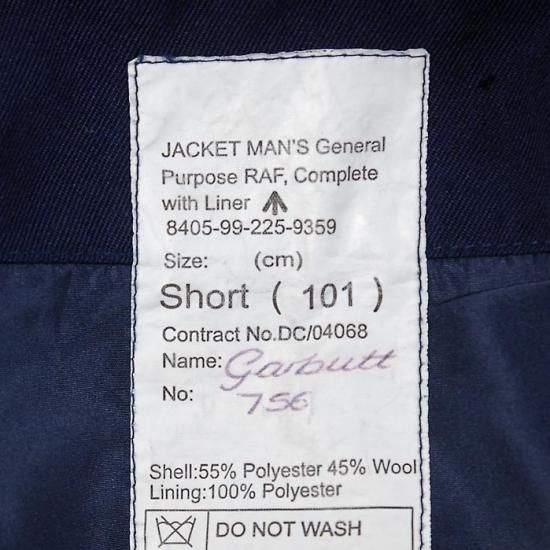 JACKET MAN'S General
Purpose RAF, Complete
with Liner
8405-99-225-9359
Size: (cm)
Short ( 101 )
Contract No.DC/04068
Name: Garbutt
No: 756
Shell:55% Polyester 45% Wool
Lining:100% Polyester
DO NOT WASH